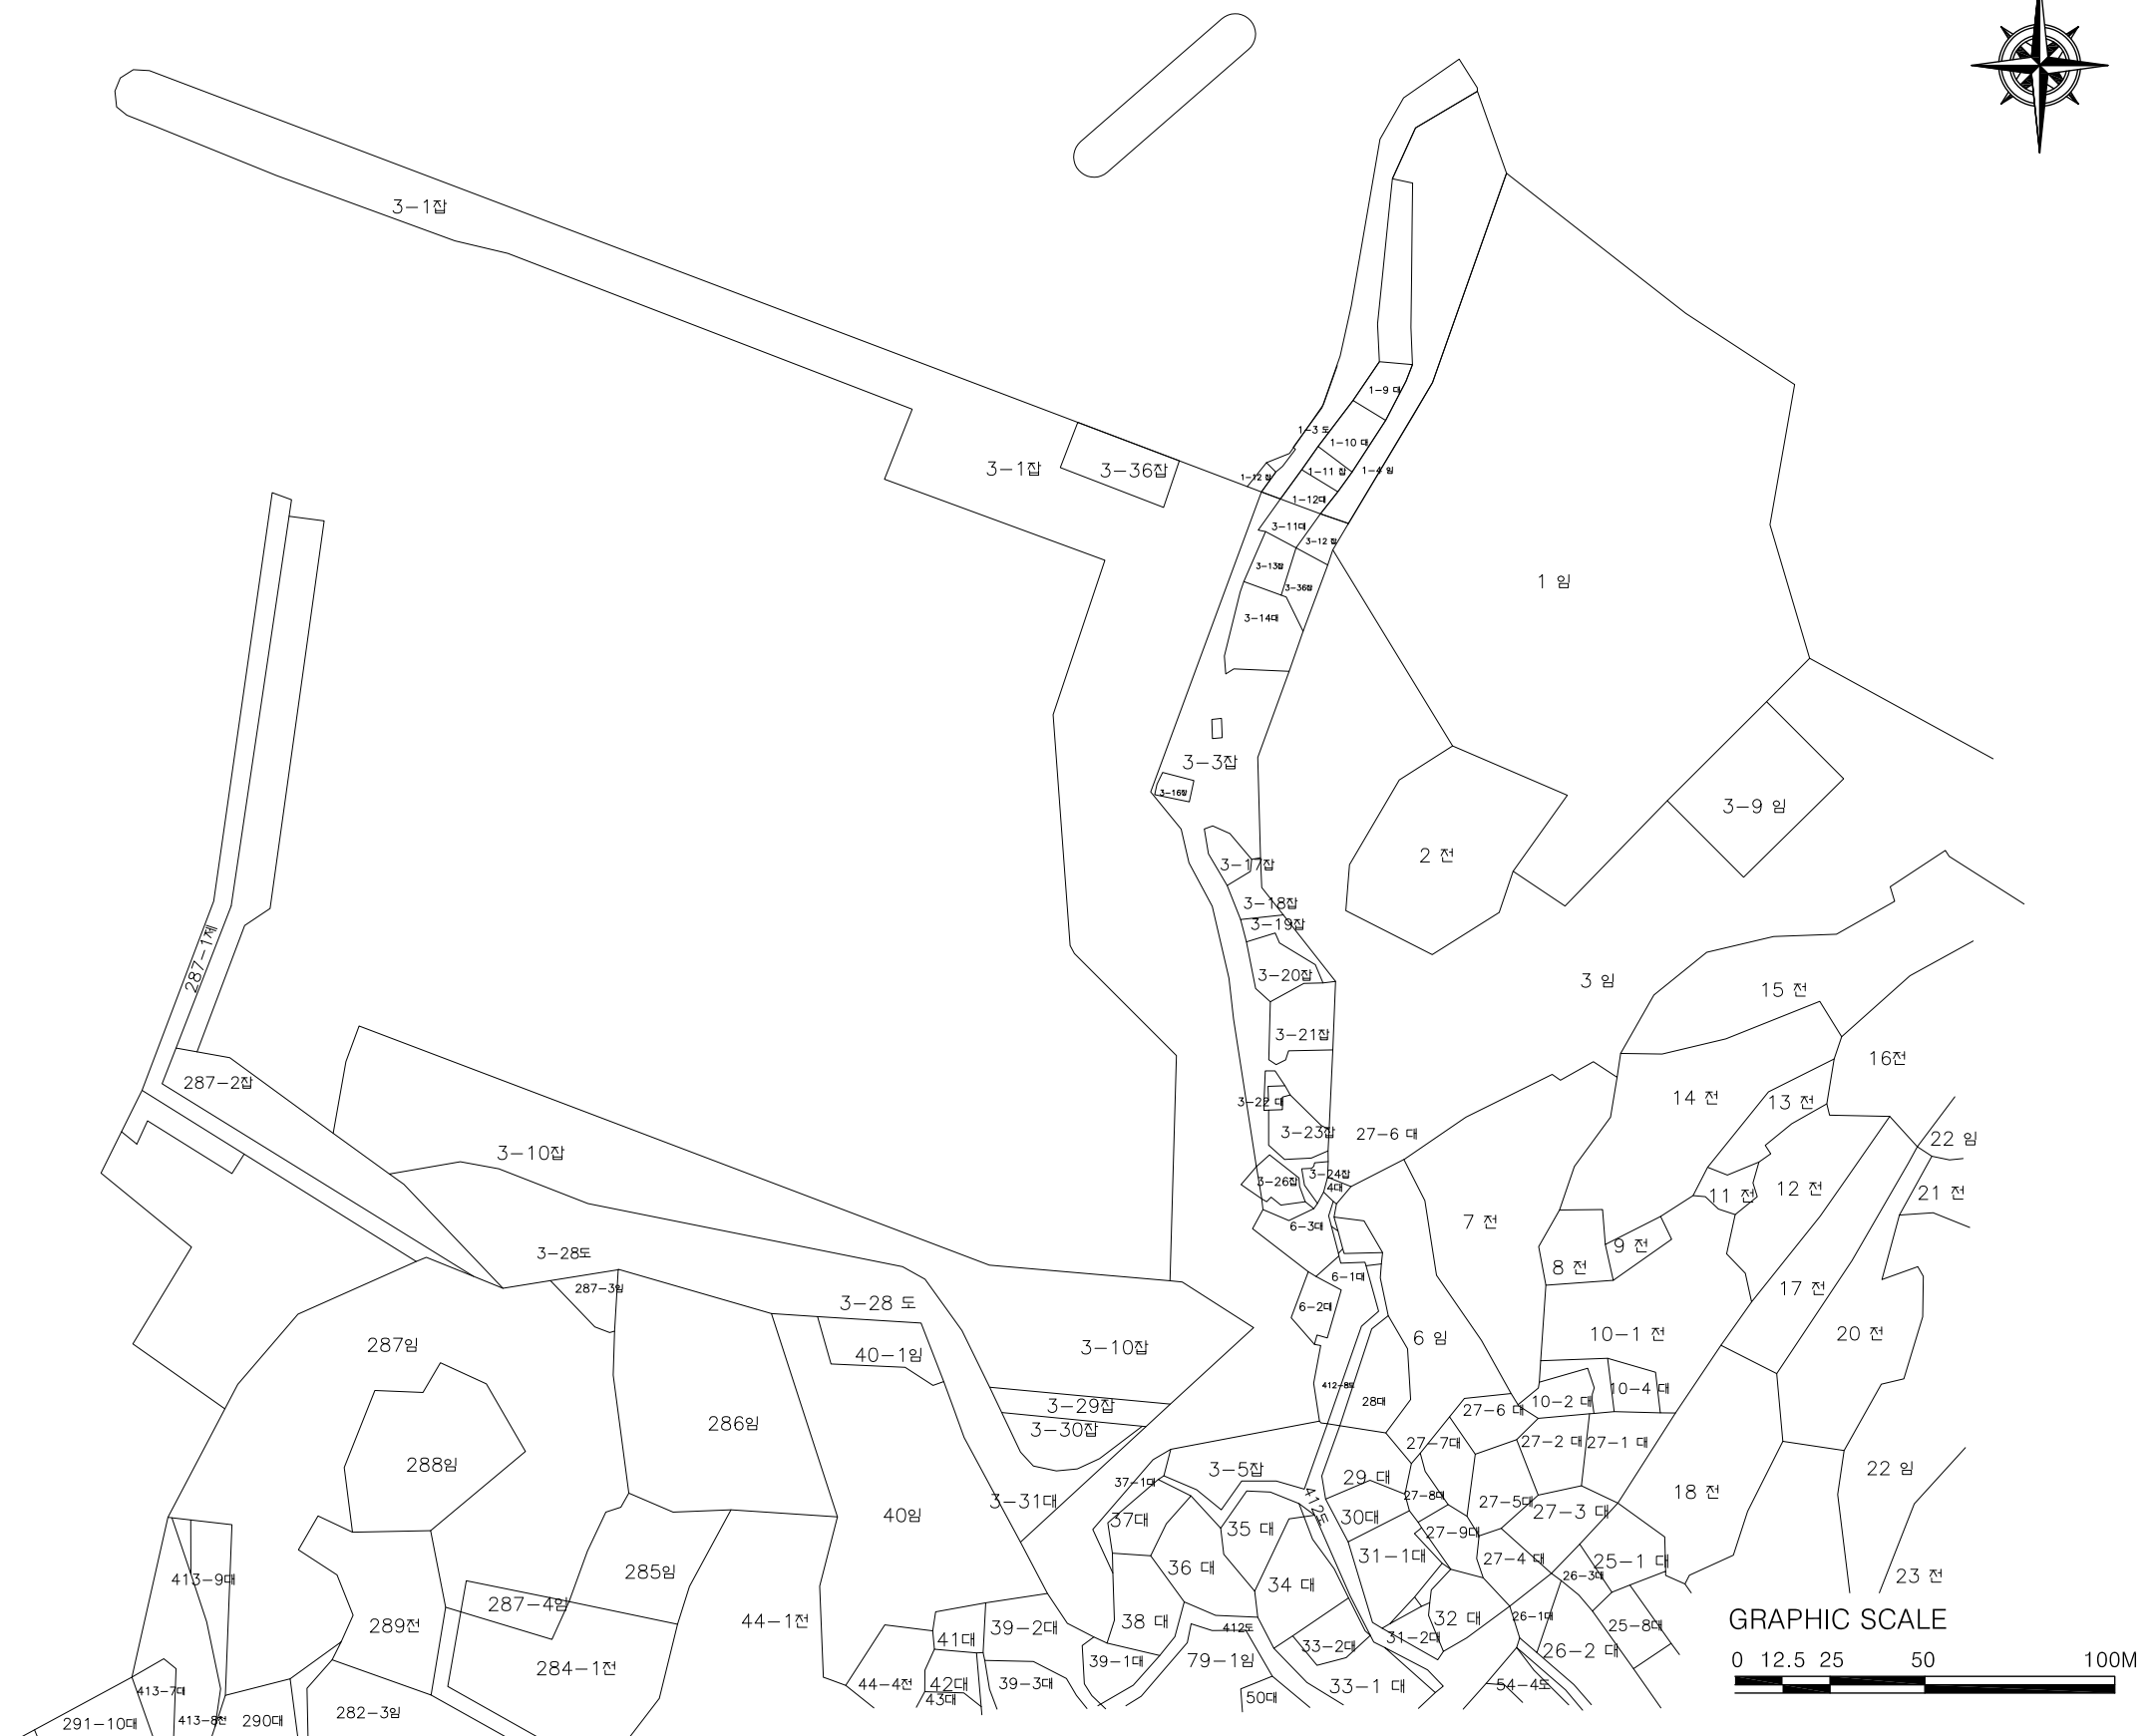 3-1잡
1-9 대
1-3 도
1-10 대
3-1잡
3-36잡
1-11 잡
1-4 임
1-12 잡
1-12대
3-11대
3-12 잡
3-13잡
1 임
3-36잡
3-14대
3-3잡
3-16잡
3-9 임
2 전
3-17잡
3-18잡
3-19잡
287-1제
3-20잡
3 임
15 전
3-21잡
16전
287-2잡
14 전
13 전
3-22 대
3-23잡
27-6 대
22 임
3-10잡
3-24잡
3-26잡
4대
11 전
12 전
21 전
6-3대
7 전
3-28도
9 전
8 전
6-1대
287-3임
17 전
3-28 도
6-2대
287임
3-10잡
6 임
10-1 전
20 전
40-1임
412-8도
10-4 대
3-29잡
28대
10-2 대
27-6 대
286임
3-30잡
27-7대
27-2 대
27-1 대
288임
3-5잡
29 대
22 임
37-1대
18 전
27-8대
3-31대
27-5대
27-3 대
412도
40임
37대
35 대
30대
27-9대
31-1대
27-4 대
25-1 대
36 대
285임
26-3대
23 전
413-9대
34 대
287-4임
GRAPHIC SCALE
289전
44-1전
39-2대
38 대
32 대
26-1대
25-8대
412도
41대
31-2대
33-2대
26-2 대
0 12.5 25 50 100M
39-1대
79-1임
284-1전
44-4전
42대
39-3대
33-1 대
54-4도
413-7대
43대
50대
282-3임
291-10대
413-8전
290대